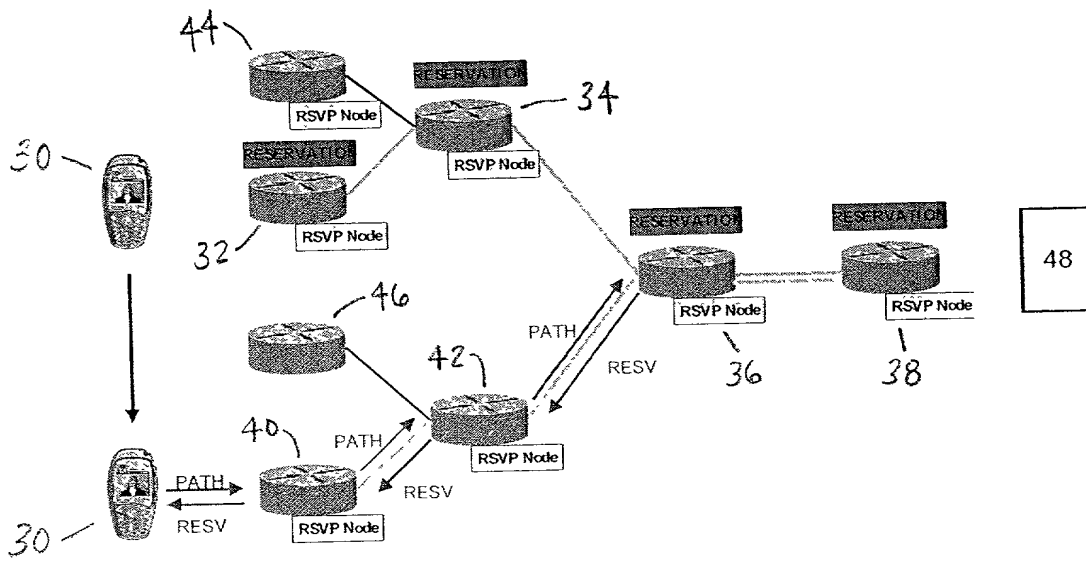 44
RESERVATION
34
RSVP Node
30
RESERVATION
RSVP Node
RESERVATION
RESERVATION
32
RSVP Node
48
46
RSVP Node
RSVP Node
PATH
42
RESV
36
38
40
PATH
RSVP Node
PATH
RESV
RESV
30
RSVP Node